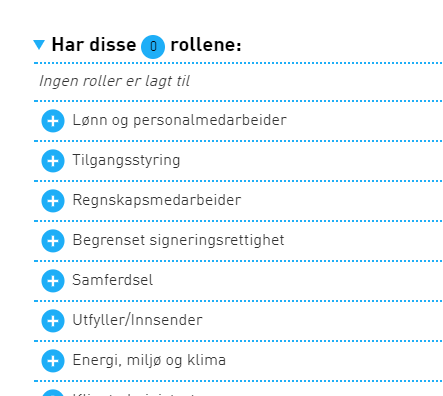 Har disse 0 rollene:
Ingen roller er lagt til
Lønn og personalmedarbeider
Tilgangsstyring
Regnskapsmedarbeider
Begrenset signeringsrettighet
Samferdsel
Utfyller/Innsender
Energi, miljø og klima